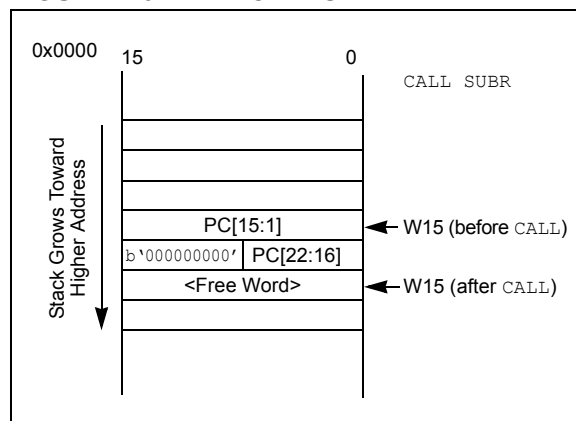 0x0000 15 0
CALL SUBR
Stack Grows Toward
Higher Address
PC[15:1] W15 (before CALL)
b‘000000000’ PC[22:16]
<Free Word> W15 (after CALL)